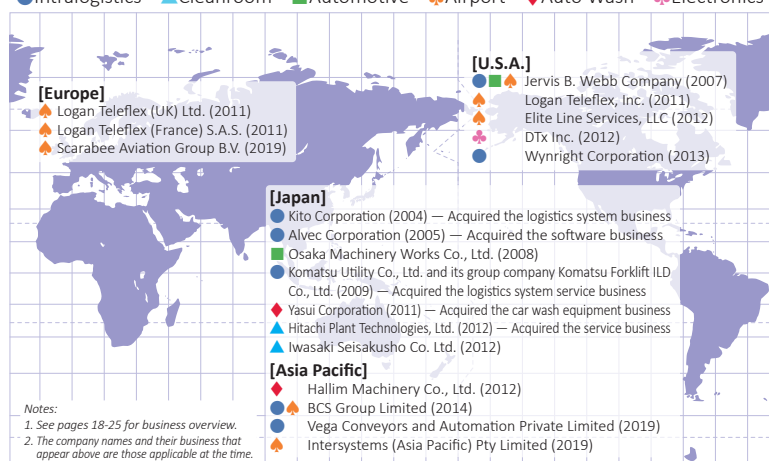 Intralogistics Cleanroom Automotive Airport Auto Wash Electronics
[Europe]
Logan Teleflex (UK) Ltd. (2011)
Logan Teleflex (France) S.A.S. (2011)
Scarabee Aviation Group B.V. (2019)
[U.S.A.]
Jervis B. Webb Company (2007)
Logan Teleflex, Inc. (2011)
Elite Line Services, LLC (2012)
DTx Inc. (2012)
Wynright Corporation (2013)
[Japan]
Kito Corporation (2004) — Acquired the logistics system business
Alvec Corporation (2005) — Acquired the software business
Osaka Machinery Works Co., Ltd. (2008)
Komatsu Utility Co., Ltd. and its group company Komatsu Forklift ILD
Co., Ltd. (2009) — Acquired the logistics system service business
Yasui Corporation (2011) — Acquired the car wash equipment business
Hitachi Plant Technologies, Ltd. (2012) — Acquired the service business
Iwasaki Seisakusho Co. Ltd. (2012)
[Asia Pacific]
Hallim Machinery Co., Ltd. (2012)
BCS Group Limited (2014)
Vega Conveyors and Automation Private Limited (2019)
Intersystems (Asia Pacific) Pty Limited (2019)
Notes:
1. See pages 18-25 for business overview.
2. The company names and their business that
appear above are those applicable at the time.